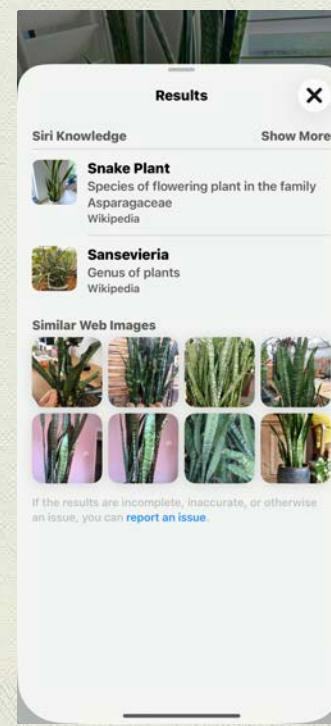 Results
Siri Knowledge
Show More
Snake Plant
Species of flowering plant in the family
Asparagaceae
Wikipedia
Sansevieria
Genus of plants
Wikipedia
Similar Web Images
If the results are incomplete, inaccurate, or otherwise
an issue, you can report an issue.